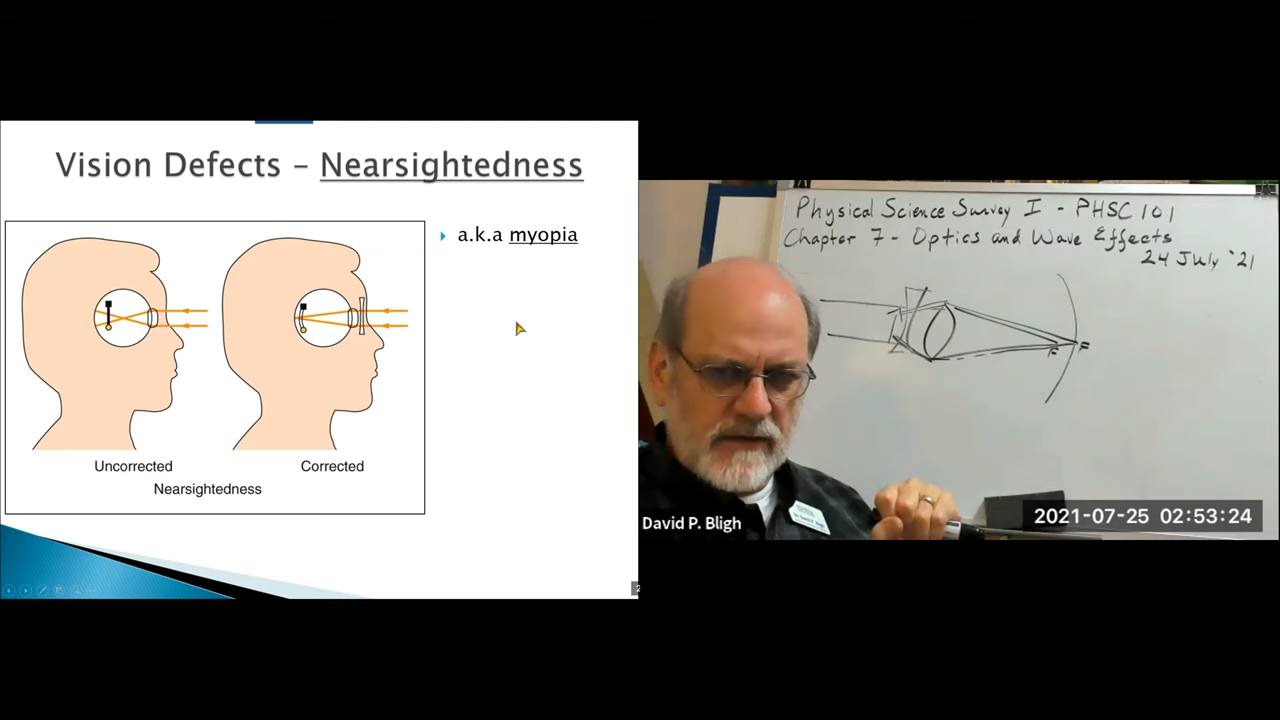 Vision Defects – Nearsightedness
a.k.a myopia
Uncorrected
Corrected
Nearsightedness
Physical Science Survey I - PHSC 101
Chapter 7 - Optics and Wave Effects
24 July '21
F
F
David P. Bligh
2021-07-25 02:53:24